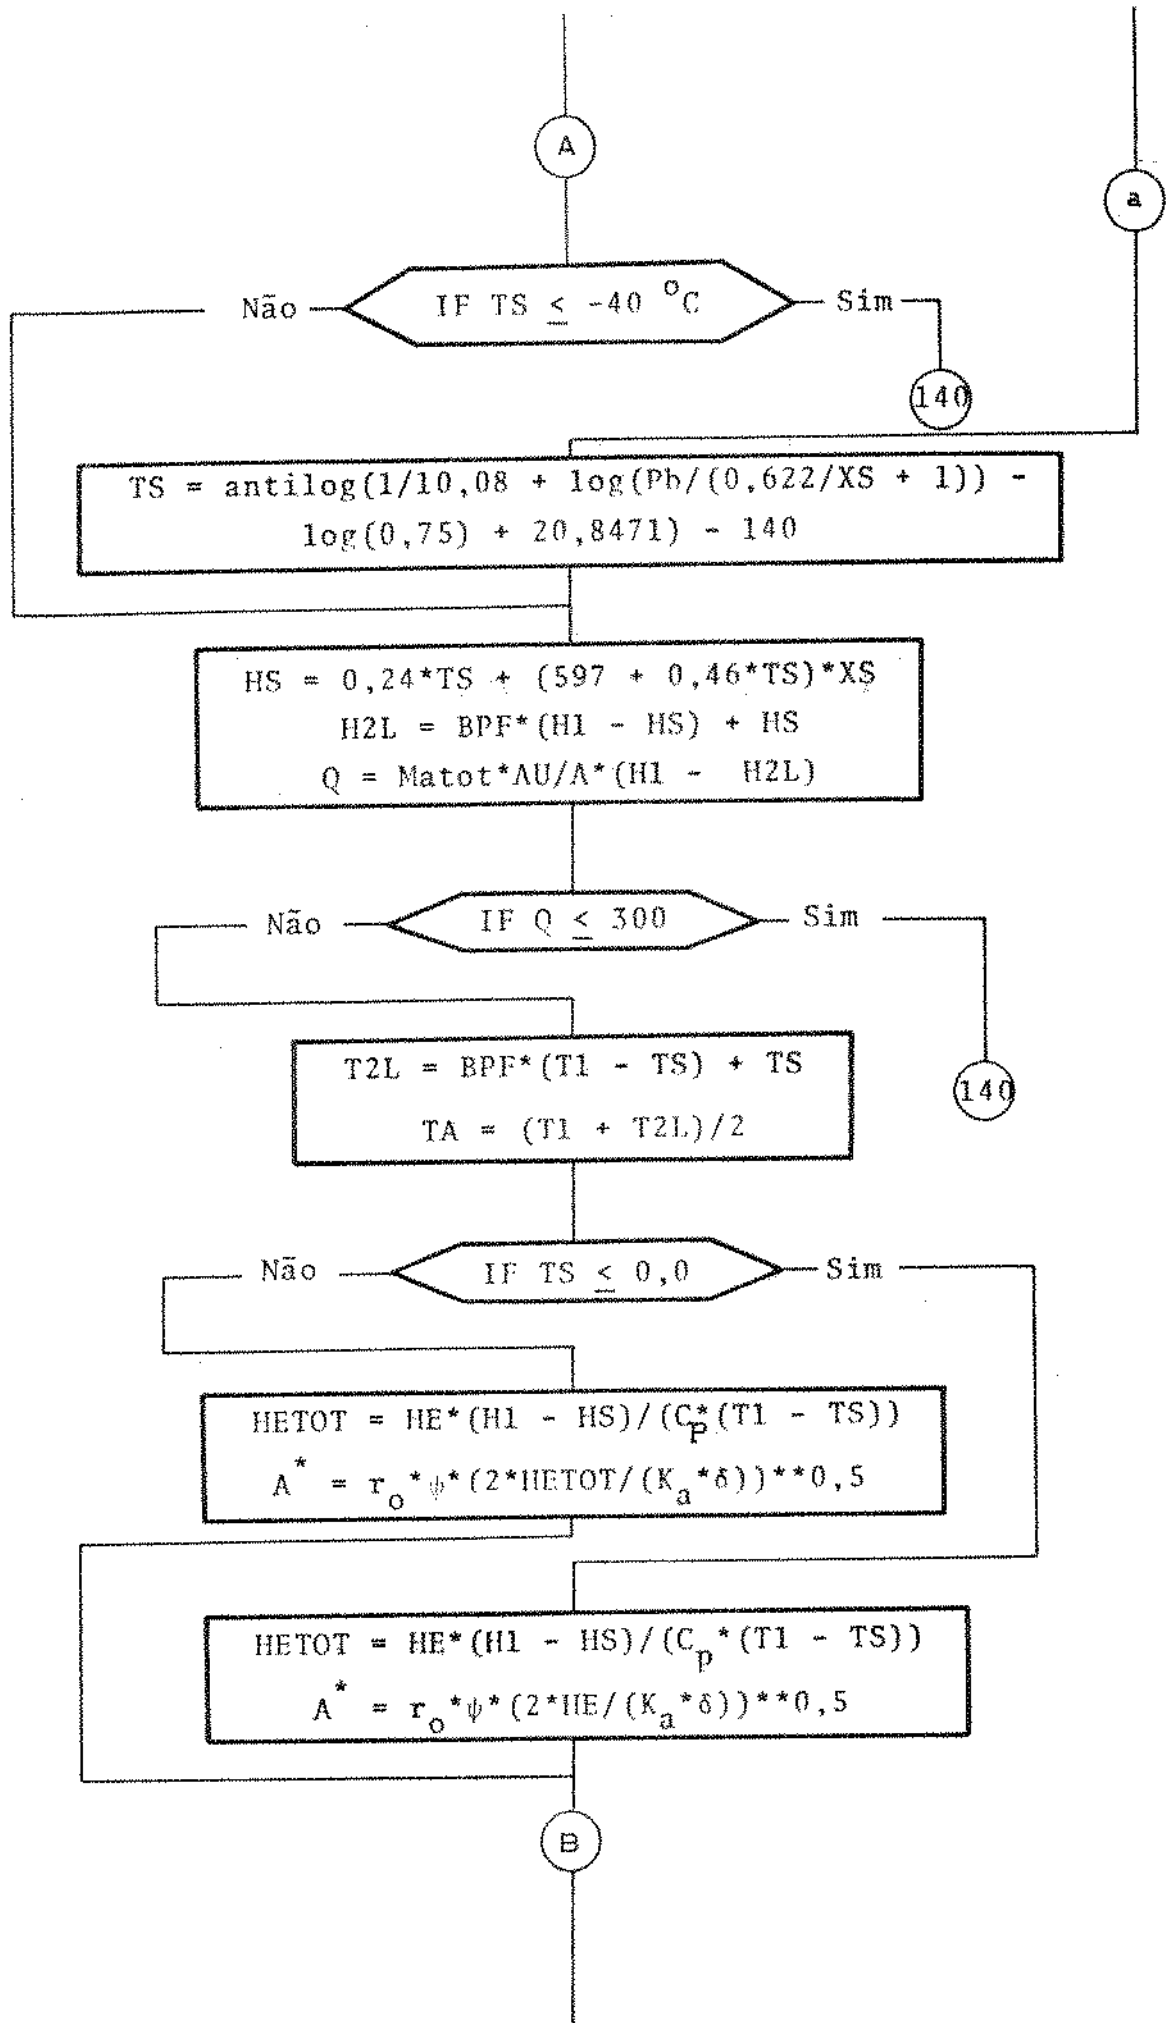 A
a
Não
IF TS ≤ -40 °C
Sim
140
TS = antilog(1/10,08 + log(Pb/(0,622/XS + 1)) -
log(0,75) + 20,8471) - 140
HS = 0,24*TS + (597 + 0,46*TS)*XS
H2L = BPF*(H1 - HS) + HS
Q = Matot*AU/A*(H1 - H2L)
Não
IF Q ≤ 300
Sim
T2L = BPF*(T1 - TS) + TS
140
TA = (T1 + T2L)/2
Não
IF TS ≤ 0,0
Sim
HETOT = HE*(H1 - HS)/(Cp*(T1 - TS))
A* = ro*ψ*(2*HETOT/(Ka*δ))**0,5
HETOT = HE*(H1 - HS)/(Cp*(T1 - TS))
A* = ro*ψ*(2*HE/(Ka*δ))**0,5
B